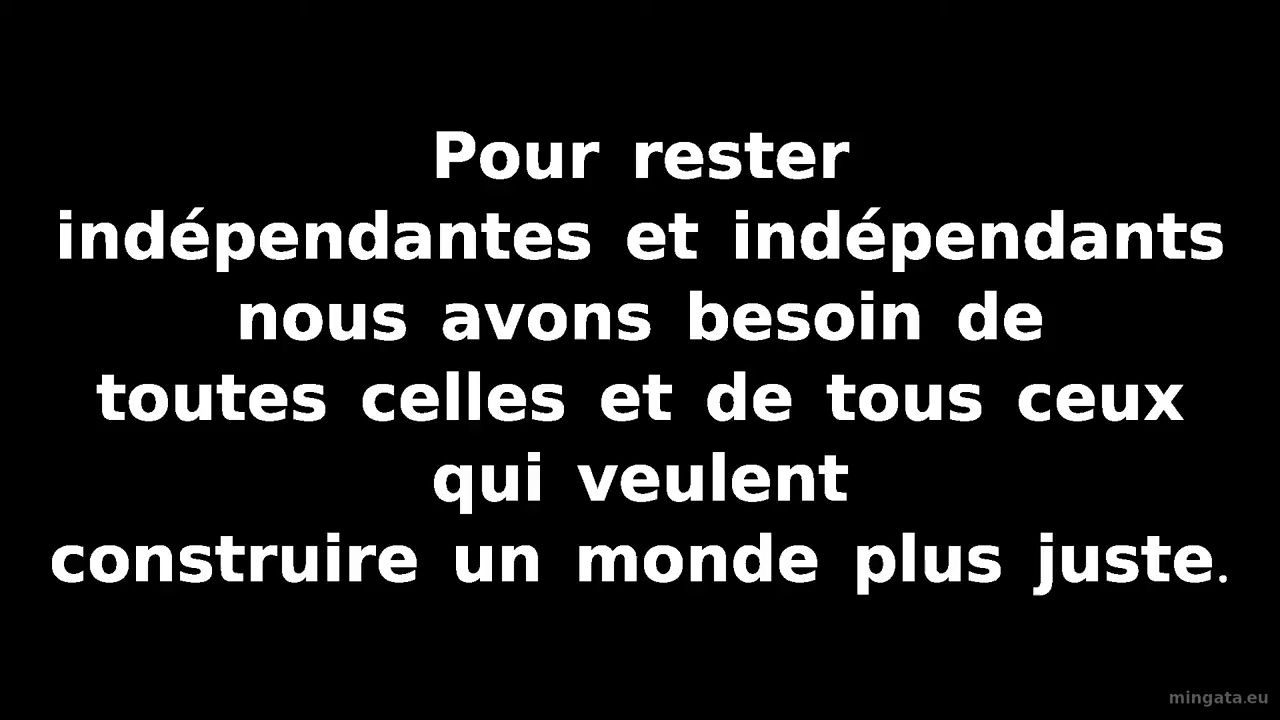 Pour rester
indépendantes et indépendants
nous avons besoin de
toutes celles et de tous ceux
qui veulent
construire un monde plus juste.
mingata.eu